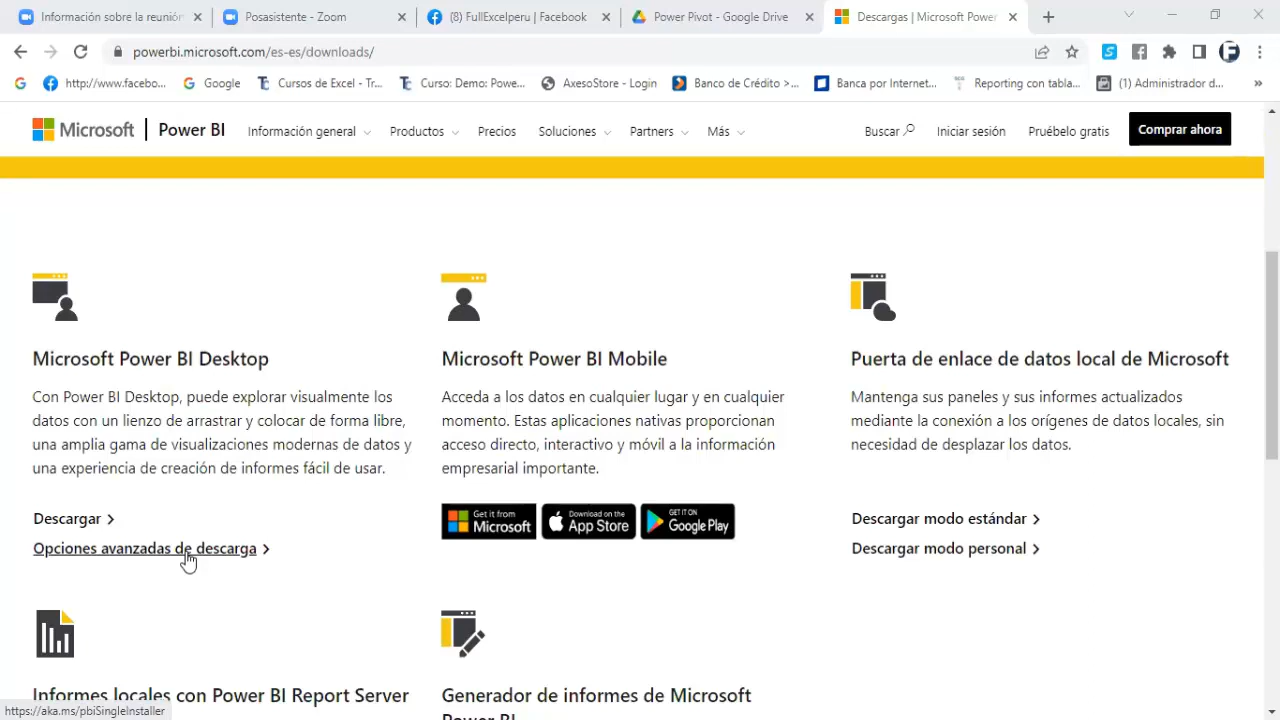 Información sobre la reunión
Posasistente - Zoom
(8) FullExcelperu | Facebook
Power Pivot - Google Drive
Descargas | Microsoft Power
powerbi.microsoft.com/es-es/downloads/
http://www.facebo...
Google
Cursos de Excel - Tr...
Curso: Demo: Powe...
AxesoStore - Login
Banco de Crédito >...
Banca por Internet...
Reporting con tabla...
(1) Administrador d...
»
Microsoft
Power BI
Información general
Productos
Precios
Soluciones
Partners
Más
Buscar
Iniciar sesión
Pruébelo gratis
Comprar ahora
Microsoft Power BI Desktop
Con Power BI Desktop, puede explorar visualmente los
datos con un lienzo de arrastrar y colocar de forma libre,
una amplia gama de visualizaciones modernas de datos y
una experiencia de creación de informes fácil de usar.
Descargar
Opciones avanzadas de descarga
Microsoft Power BI Mobile
Acceda a los datos en cualquier lugar y en cualquier
momento. Estas aplicaciones nativas proporcionan
acceso directo, interactivo y móvil a la información
empresarial importante.
Get it from
Microsoft
Download on the
App Store
GET IT ON
Google Play
Puerta de enlace de datos local de Microsoft
Mantenga sus paneles y sus informes actualizados
mediante la conexión a los orígenes de datos locales, sin
necesidad de desplazar los datos.
Descargar modo estándar
Descargar modo personal
Informes locales con Power BI Report Server
Generador de informes de Microsoft
Power BI
https://aka.ms/pbiSingleInstaller